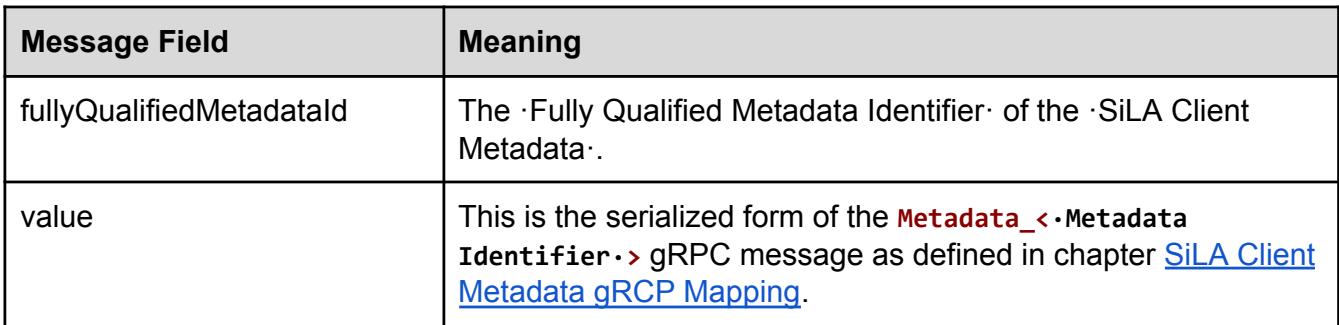 Message Field
Meaning
fullyQualifiedMetadataId
The ·Fully Qualified Metadata Identifier· of the ·SiLA Client
Metadata·.
value
This is the serialized form of the Metadata_<·Metadata
Identifier·> gRPC message as defined in chapter SiLA Client
Metadata gRCP Mapping.